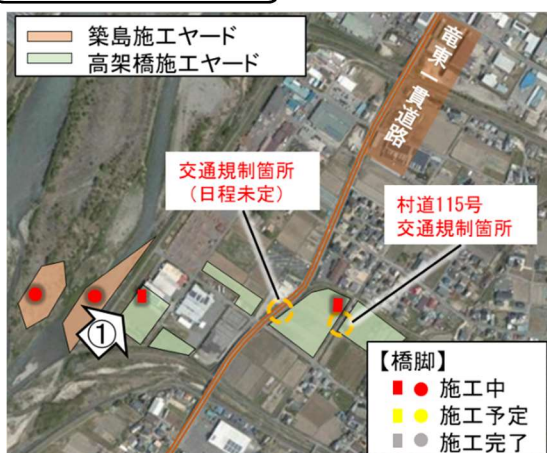 築島施工ヤード
高架橋施工ヤード
竜東一貫道路
交通規制箇所
（日程未定）
村道115号
交通規制箇所
①
【橋脚】
施工中
施工予定
施工完了